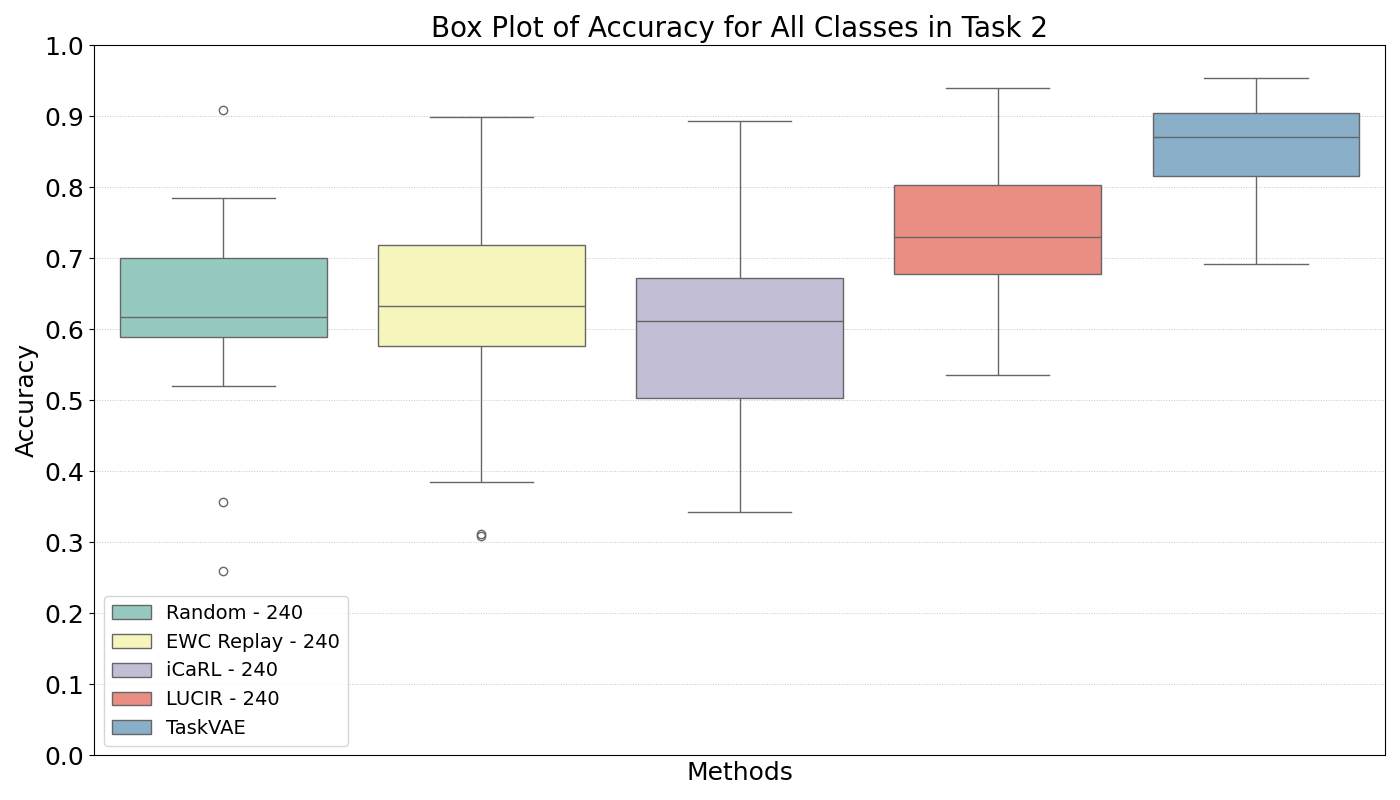 Box Plot of Accuracy for All Classes in Task 2
1.0
0.9
0.8
0.7
0.6
0.5
0.4
0.3
0.2
0.1
0.0
Accuracy
Random - 240
EWC Replay - 240
iCaRL - 240
LUCIR - 240
TaskVAE
Methods